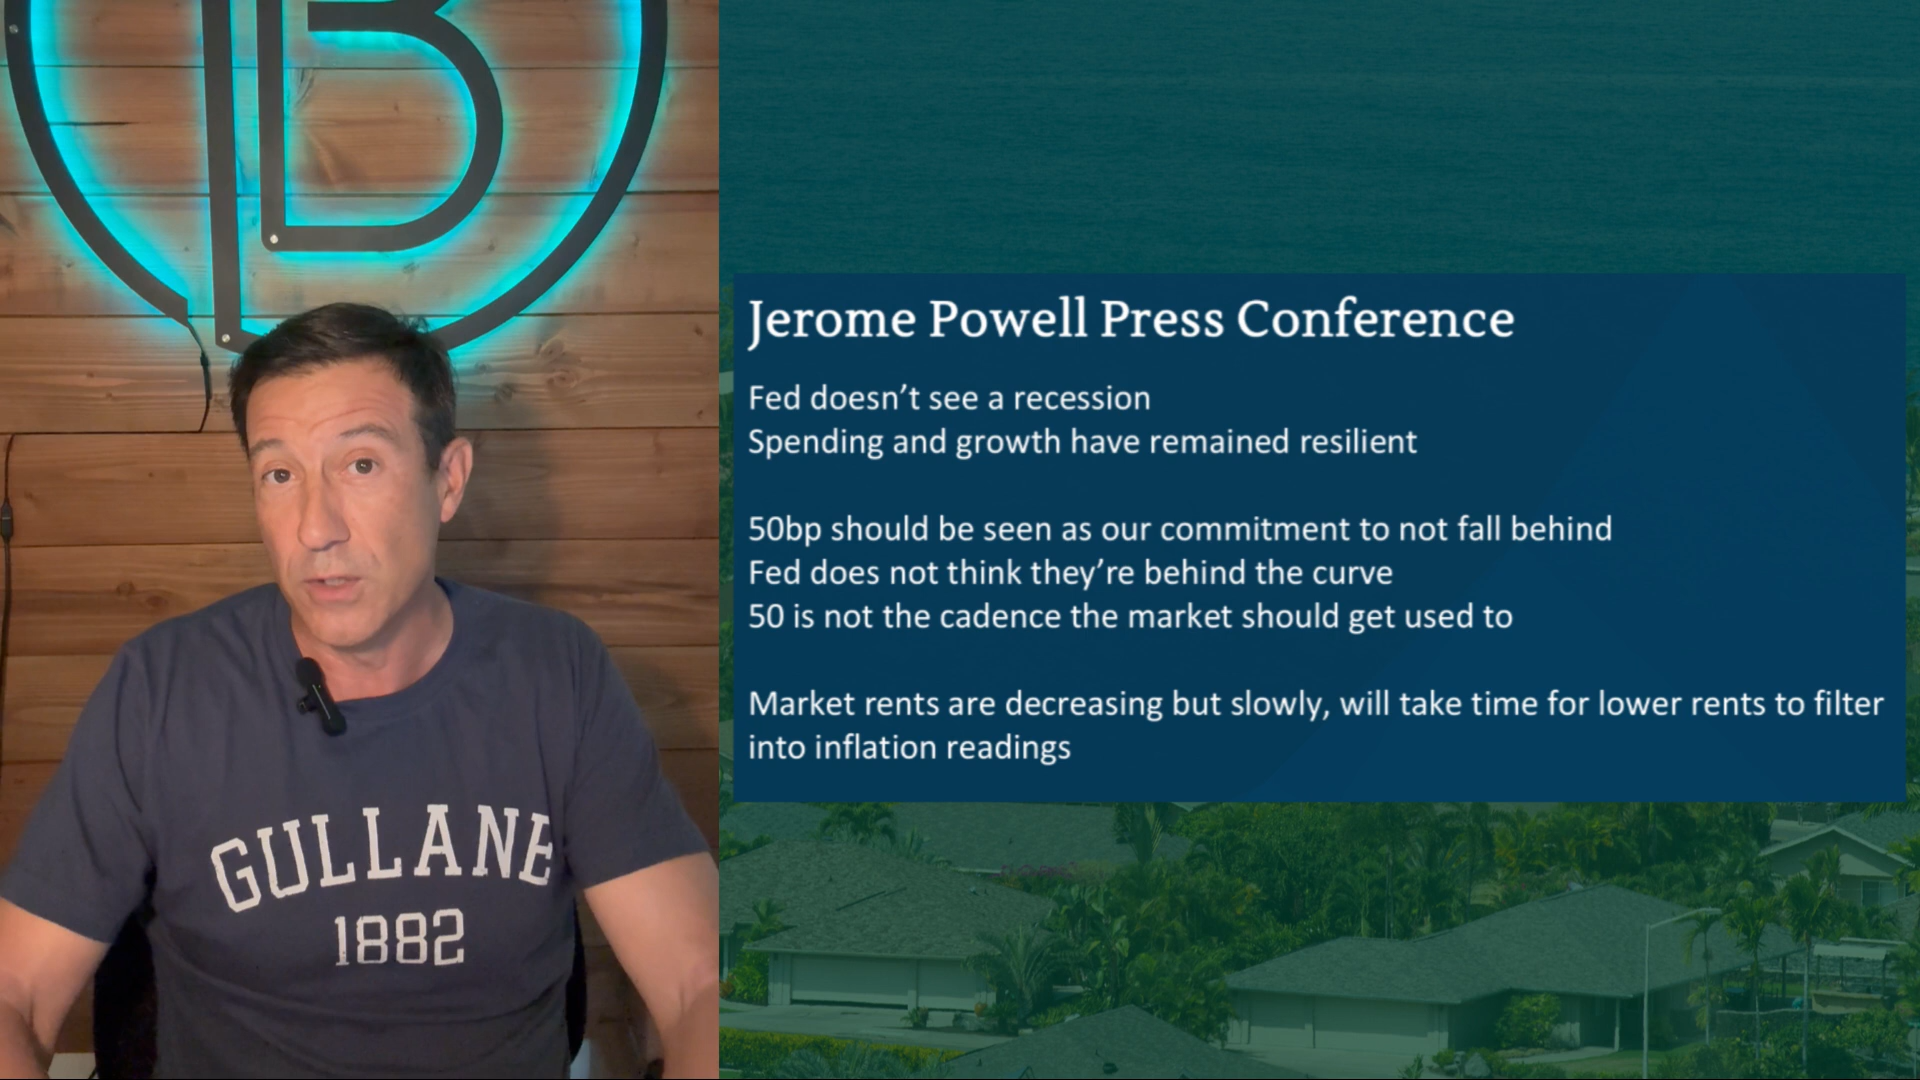 B
GULLANE
1882
Jerome Powell Press Conference
Fed doesn’t see a recession
Spending and growth have remained resilient
50bp should be seen as our commitment to not fall behind
Fed does not think they’re behind the curve
50 is not the cadence the market should get used to
Market rents are decreasing but slowly, will take time for lower rents to filter
into inflation readings